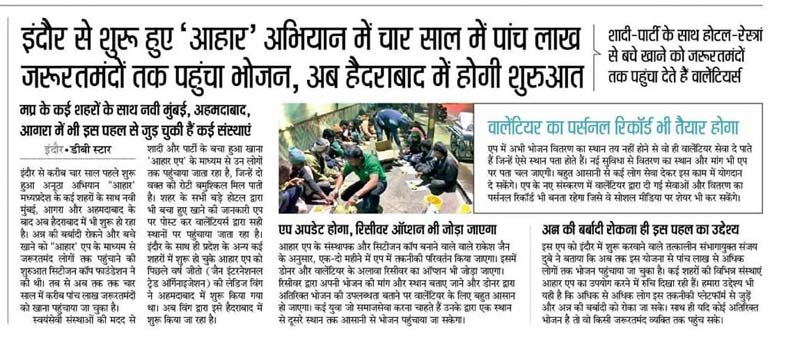 इंदौर से शुरू हुए ‘आहार’ अभियान में चार साल में पांच लाख
जरूरतमंदों तक पहुंचा भोजन, अब हैदराबाद में होगी शुरुआत
शादी-पार्टी के साथ होटल-रेस्त्रां
से बचे खाने को जरूरतमंदों
तक पहुंचा देते हैं वालेंटियर्स
मप्र के कई शहरों के साथ नवी मुंबई, अहमदाबाद,
आगरा में भी इस पहल से जुड़ चुकी हैं कई संस्थाएं
इंदौर • डीबी स्टार
इंदौर से करीब चार साल पहले शुरू
हुआ अनूठा अभियान “आहार”
मध्यप्रदेश के कई शहरों के साथ नवी
मुंबई, आगरा और अहमदाबाद के
बाद अब हैदराबाद में भी शुरू हो रहा
है। अन्न की बर्बादी रोकने और बचे
खाने को “आहार” एप के माध्यम से
जरूरतमंद लोगों तक पहुंचाने की
शुरुआत सिटीजन कॉप फाउंडेशन ने
की थी। तब से अब तक तक चार
साल में करीब पांच लाख जरूरतमंदों
को खाना पहुंचाया जा चुका है।
स्वयंसेवी संस्थाओं की मदद से
शादी और पार्टी के बचा हुआ खाना
‘आहार एप’ के माध्यम से उन लोगों
तक पहुंचाया जाता रहा है, जिन्हें दो
वक्त की रोटी बमुश्किल मिल पाती
है। शहर के सभी बड़े होटल द्वारा
भी बचा हुए खाने की जानकारी एप
पर पोस्ट कर वालेंटियर्स द्वारा सही
स्थानों पर पहुंचाया जाता रहा है।
इंदौर के साथ ही प्रदेश के अन्य कई
शहरों में शुरू हो चुके आहार एप को
पिछले वर्ष जीतो (जैन इंटरनेशनल
ट्रेड ऑर्गिनाइजेशन) की लेडिज विंग
ने अहमदाबाद में शुरू किया गया
था। अब विंग द्वारा इसे हैदराबाद में
शुरू किया जा रहा है।
वालेंटियर का पर्सनल रिकॉर्ड भी तैयार होगा
एप में अभी भोजन वितरण का स्थान तय नहीं होने से वो ही वालेंटियर सेवा दे पाते
हैं जिन्हें ऐसे स्थान पता होते हैं। नई सुविधा से वितरण का स्थान और मांग भी एप
पर पता चल जाएगी। बहुत आसानी से कई लोग सेवा देकर इस काम में योगदान
दे सकेंगे। एप के नए संस्करण में वालेंटियर द्वारा दी गई सेवाओं और वितरण का
पर्सनल रिकॉर्ड भी बनता रहेगा जिसे वे सोशल मीडिया पर शेयर भी कर सकेंगे।
एप अपडेट होगा, रिसीवर ऑप्शन भी जोड़ा जाएगा
आहार एप के संस्थापक और सिटीजन कॉप बनाने वाले वाले राकेश जैन
के अनुसार, एक-दो महीने में एप में तकनीकी परिवर्तन किया जाएगा। इसमें
डोनर और वालेंटियर के अलावा रिसीवर का ऑप्शन भी जोड़ा जाएगा।
रिसीवर द्वारा अपनी भोजन की मांग और स्थान बताए जाने और डोनर द्वारा
अतिरिक्त भोजन की उपलब्धता बताने पर वालेंटियर के लिए बहुत आसान
हो जाएगा। कई युवा जो समाजसेवा करना चाहते हैं उनके द्वारा एक स्थान
से दूसरे स्थान तक आसानी से भोजन पहुंचाया जा सकेगा।
अन्न की बर्बादी रोकना ही इस पहल का उद्देश्य
इस एप को इंदौर में शुरू करवाने वाले तत्कालीन संभागायुक्त संजय
दुबे ने बताया कि अब तक इस योजना से पांच लाख से अधिक
लोगों तक भोजन पहुंचाया जा चुका है। कई शहरों की विभिन्न संस्थाएं
आहार एप का उपयोग करने में रुचि दिखा रही हैं। हमारा उद्देश्य भी
यही है कि अधिक से अधिक लोग इस तकनीकी प्लेटफॉर्म से जुड़ें
और अन्न की बर्बादी को रोका जा सके। साथ ही यदि कोई अतिरिक्त
भोजन है तो वो किसी जरूरतमंद व्यक्ति तक पहुंच सके।